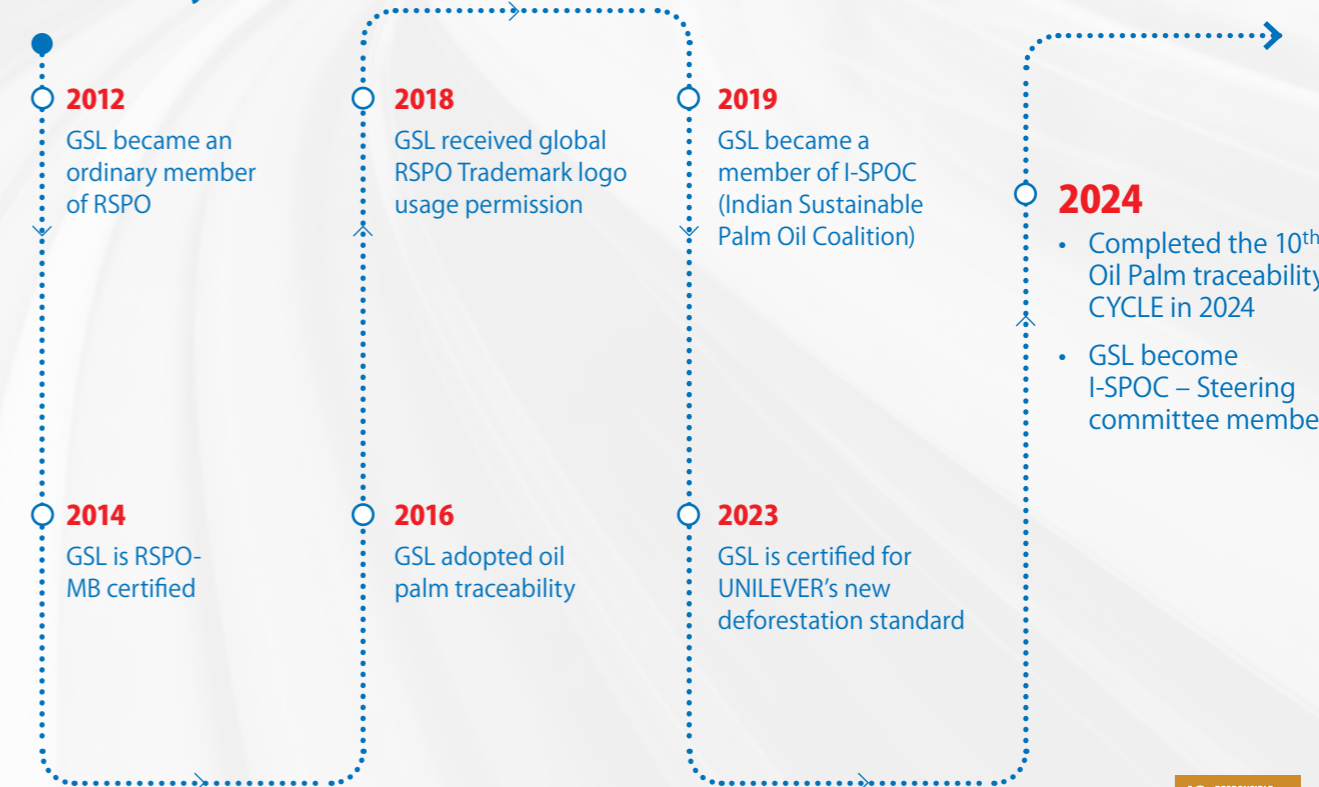 2012
GSL became an
ordinary member
of RSPO
2014
GSL is RSPO-
MB certified
2016
GSL adopted oil
palm traceability
2018
GSL received global
RSPO Trademark logo
usage permission
2019
GSL became a
member of I-SPOC
(Indian Sustainable
Palm Oil Coalition)
2023
GSL is certified for
UNILEVER’s new
deforestation standard
2024
• Completed the 10th
Oil Palm traceability
CYCLE in 2024
• GSL become
I-SPOC – Steering
committee membe